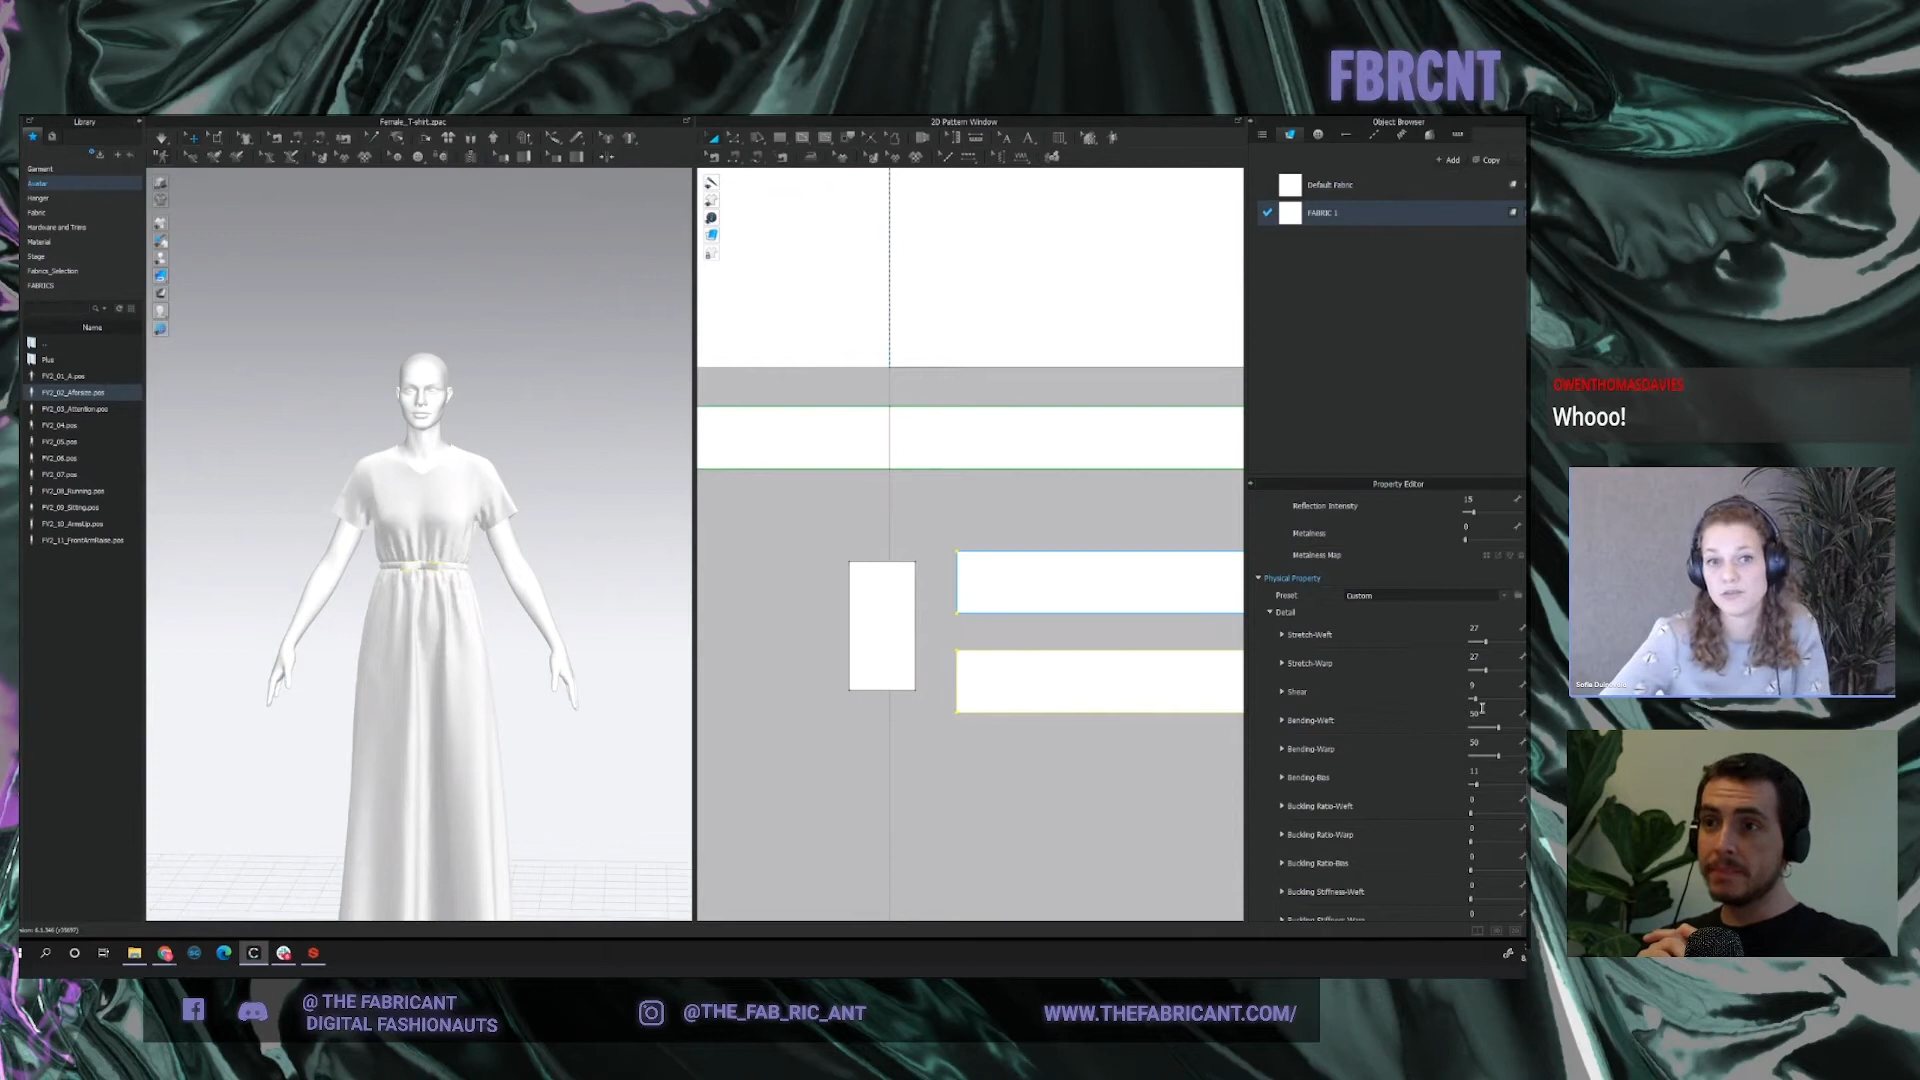 FBRCNT
Library
Female_T-shirt.zpac
2D Pattern Window
Object Browser
+ Add
Copy
Garment
Avatar
Hanger
Fabric
Hardware and Trims
Material
Stage
Fabrics_Selection
FABRICS
Default Fabric
FABRIC 1
Name
..
Plus
FV2_01_A.pos
FV2_02_Aforsize.pos
FV2_03_Attention.pos
FV2_04.pos
FV2_05.pos
FV2_06.pos
FV2_07.pos
FV2_08_Running.pos
FV2_09_Sitting.pos
FV2_10_ArmsUp.pos
FV2_11_FrontArmRaise.pos
OWENTHOMASDAVIES
Whooo!
Property Editor
Reflection Intensity 15
Metalness 0
Metalness Map
Physical Property
Preset Custom
Detail
Stretch-Weft 27
Stretch-Warp 27
Shear 9
Bending-Weft 50
Bending-Warp 50
Bending-Bias 11
Buckling Ratio-Weft 0
Buckling Ratio-Warp 0
Buckling Ratio-Bias 0
Buckling Stiffness-Weft 0
Buckling Stiffness-Warp 0
@ THE FABRICANT
DIGITAL FASHIONAUTS
@THE_FAB_RIC_ANT
WWW.THEFABRICANT.COM/